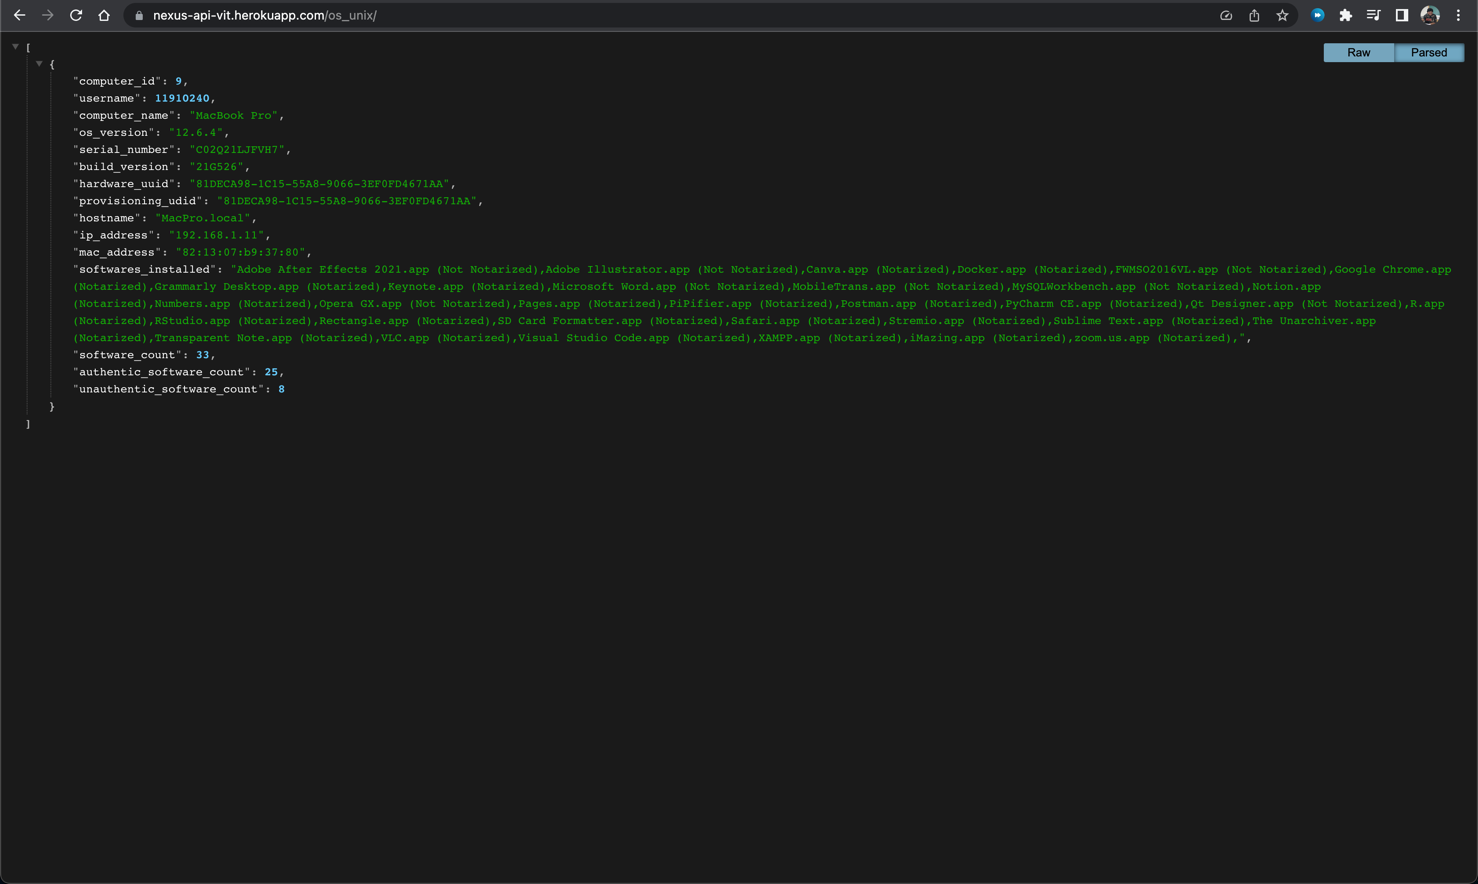 nexus-api-vit.herokuapp.com/os_unix/
Raw Parsed
[
{
"computer_id": 9,
"username": 11910240,
"computer_name": "MacBook Pro",
"os_version": "12.6.4",
"serial_number": "C02Q21LJFVH7",
"build_version": "21G526",
"hardware_uuid": "81DECA98-1C15-55A8-9066-3EF0FD4671AA",
"provisioning_udid": "81DECA98-1C15-55A8-9066-3EF0FD4671AA",
"hostname": "MacPro.local",
"ip_address": "192.168.1.11",
"mac_address": "82:13:07:b9:37:80",
"softwares_installed": "Adobe After Effects 2021.app (Not Notarized),Adobe Illustrator.app (Not Notarized),Canva.app (Notarized),Docker.app (Notarized),FWMSO2016VL.app (Not Notarized),Google Chrome.app
(Notarized),Grammarly Desktop.app (Notarized),Keynote.app (Notarized),Microsoft Word.app (Not Notarized),MobileTrans.app (Not Notarized),MySQLWorkbench.app (Not Notarized),Notion.app
(Notarized),Numbers.app (Notarized),Opera GX.app (Not Notarized),Pages.app (Notarized),PiPifier.app (Notarized),Postman.app (Notarized),PyCharm CE.app (Notarized),Qt Designer.app (Not Notarized),R.app
(Notarized),RStudio.app (Notarized),Rectangle.app (Notarized),SD Card Formatter.app (Notarized),Safari.app (Notarized),Stremio.app (Notarized),Sublime Text.app (Notarized),The Unarchiver.app
(Notarized),Transparent Note.app (Notarized),VLC.app (Notarized),Visual Studio Code.app (Notarized),XAMPP.app (Notarized),iMazing.app (Notarized),zoom.us.app (Notarized),",
"software_count": 33,
"authentic_software_count": 25,
"unauthentic_software_count": 8
}
]